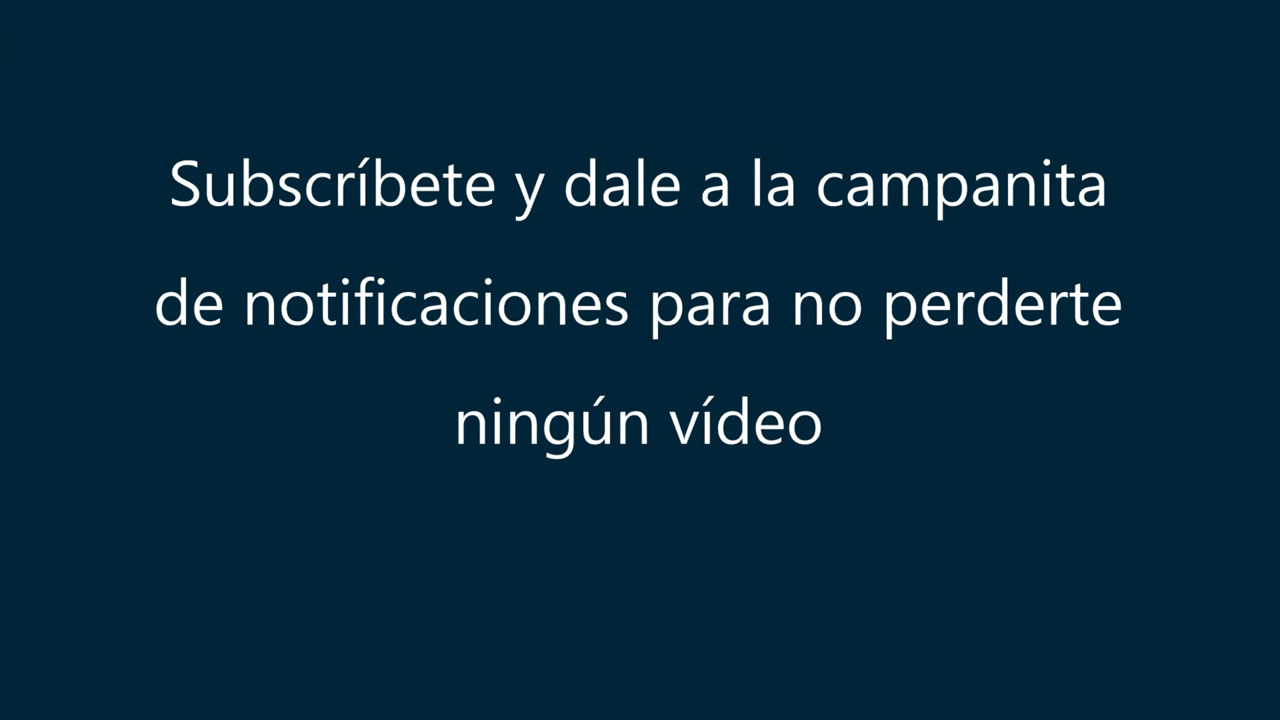 Subscríbete y dale a la campanita
de notificaciones para no perderte
ningún vídeo